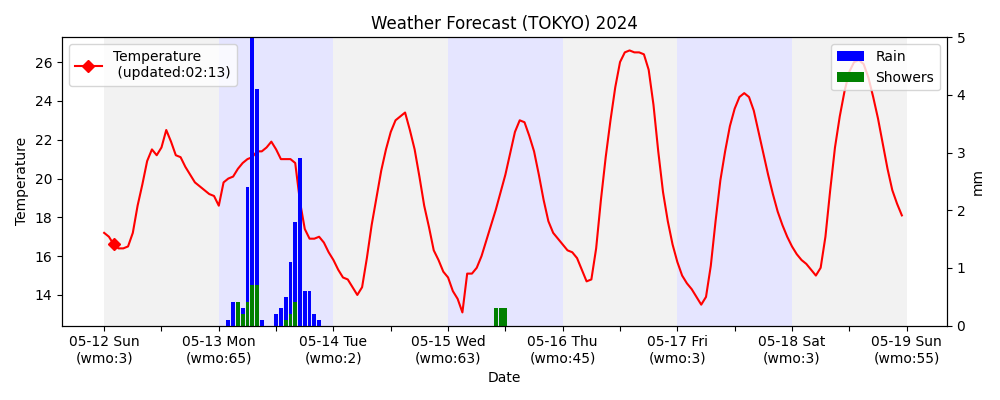 Weather Forecast (TOKYO) 2024
Temperature
(updated:02:13)
Rain
Showers
Temperature
26
24
22
20
18
16
14
5
4
3
2
1
0
mm
05-12 Sun
(wmo:3)
05-13 Mon
(wmo:65)
05-14 Tue
(wmo:2)
05-15 Wed
(wmo:63)
05-16 Thu
(wmo:45)
05-17 Fri
(wmo:3)
05-18 Sat
(wmo:3)
05-19 Sun
(wmo:55)
Date